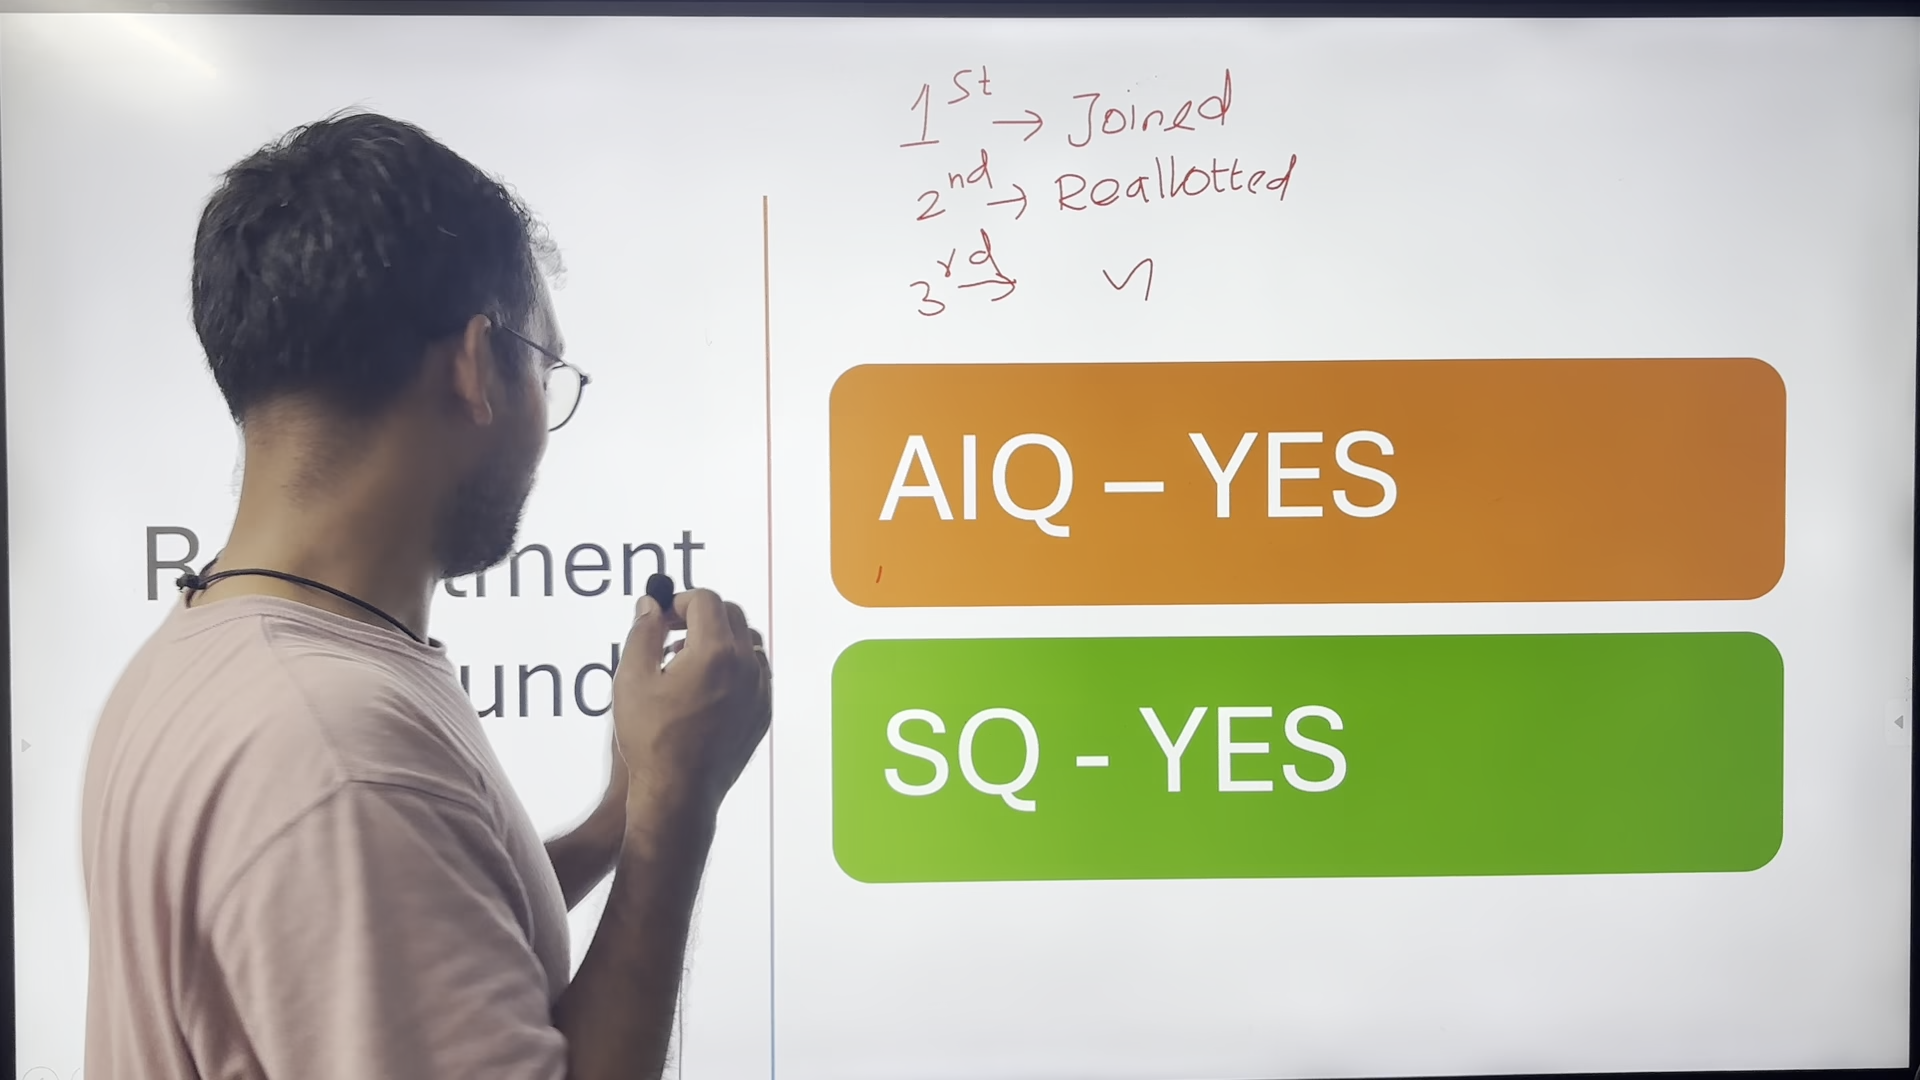 1st → Joined
2nd → Reallotted
3rd →
AIQ – YES
SQ - YES